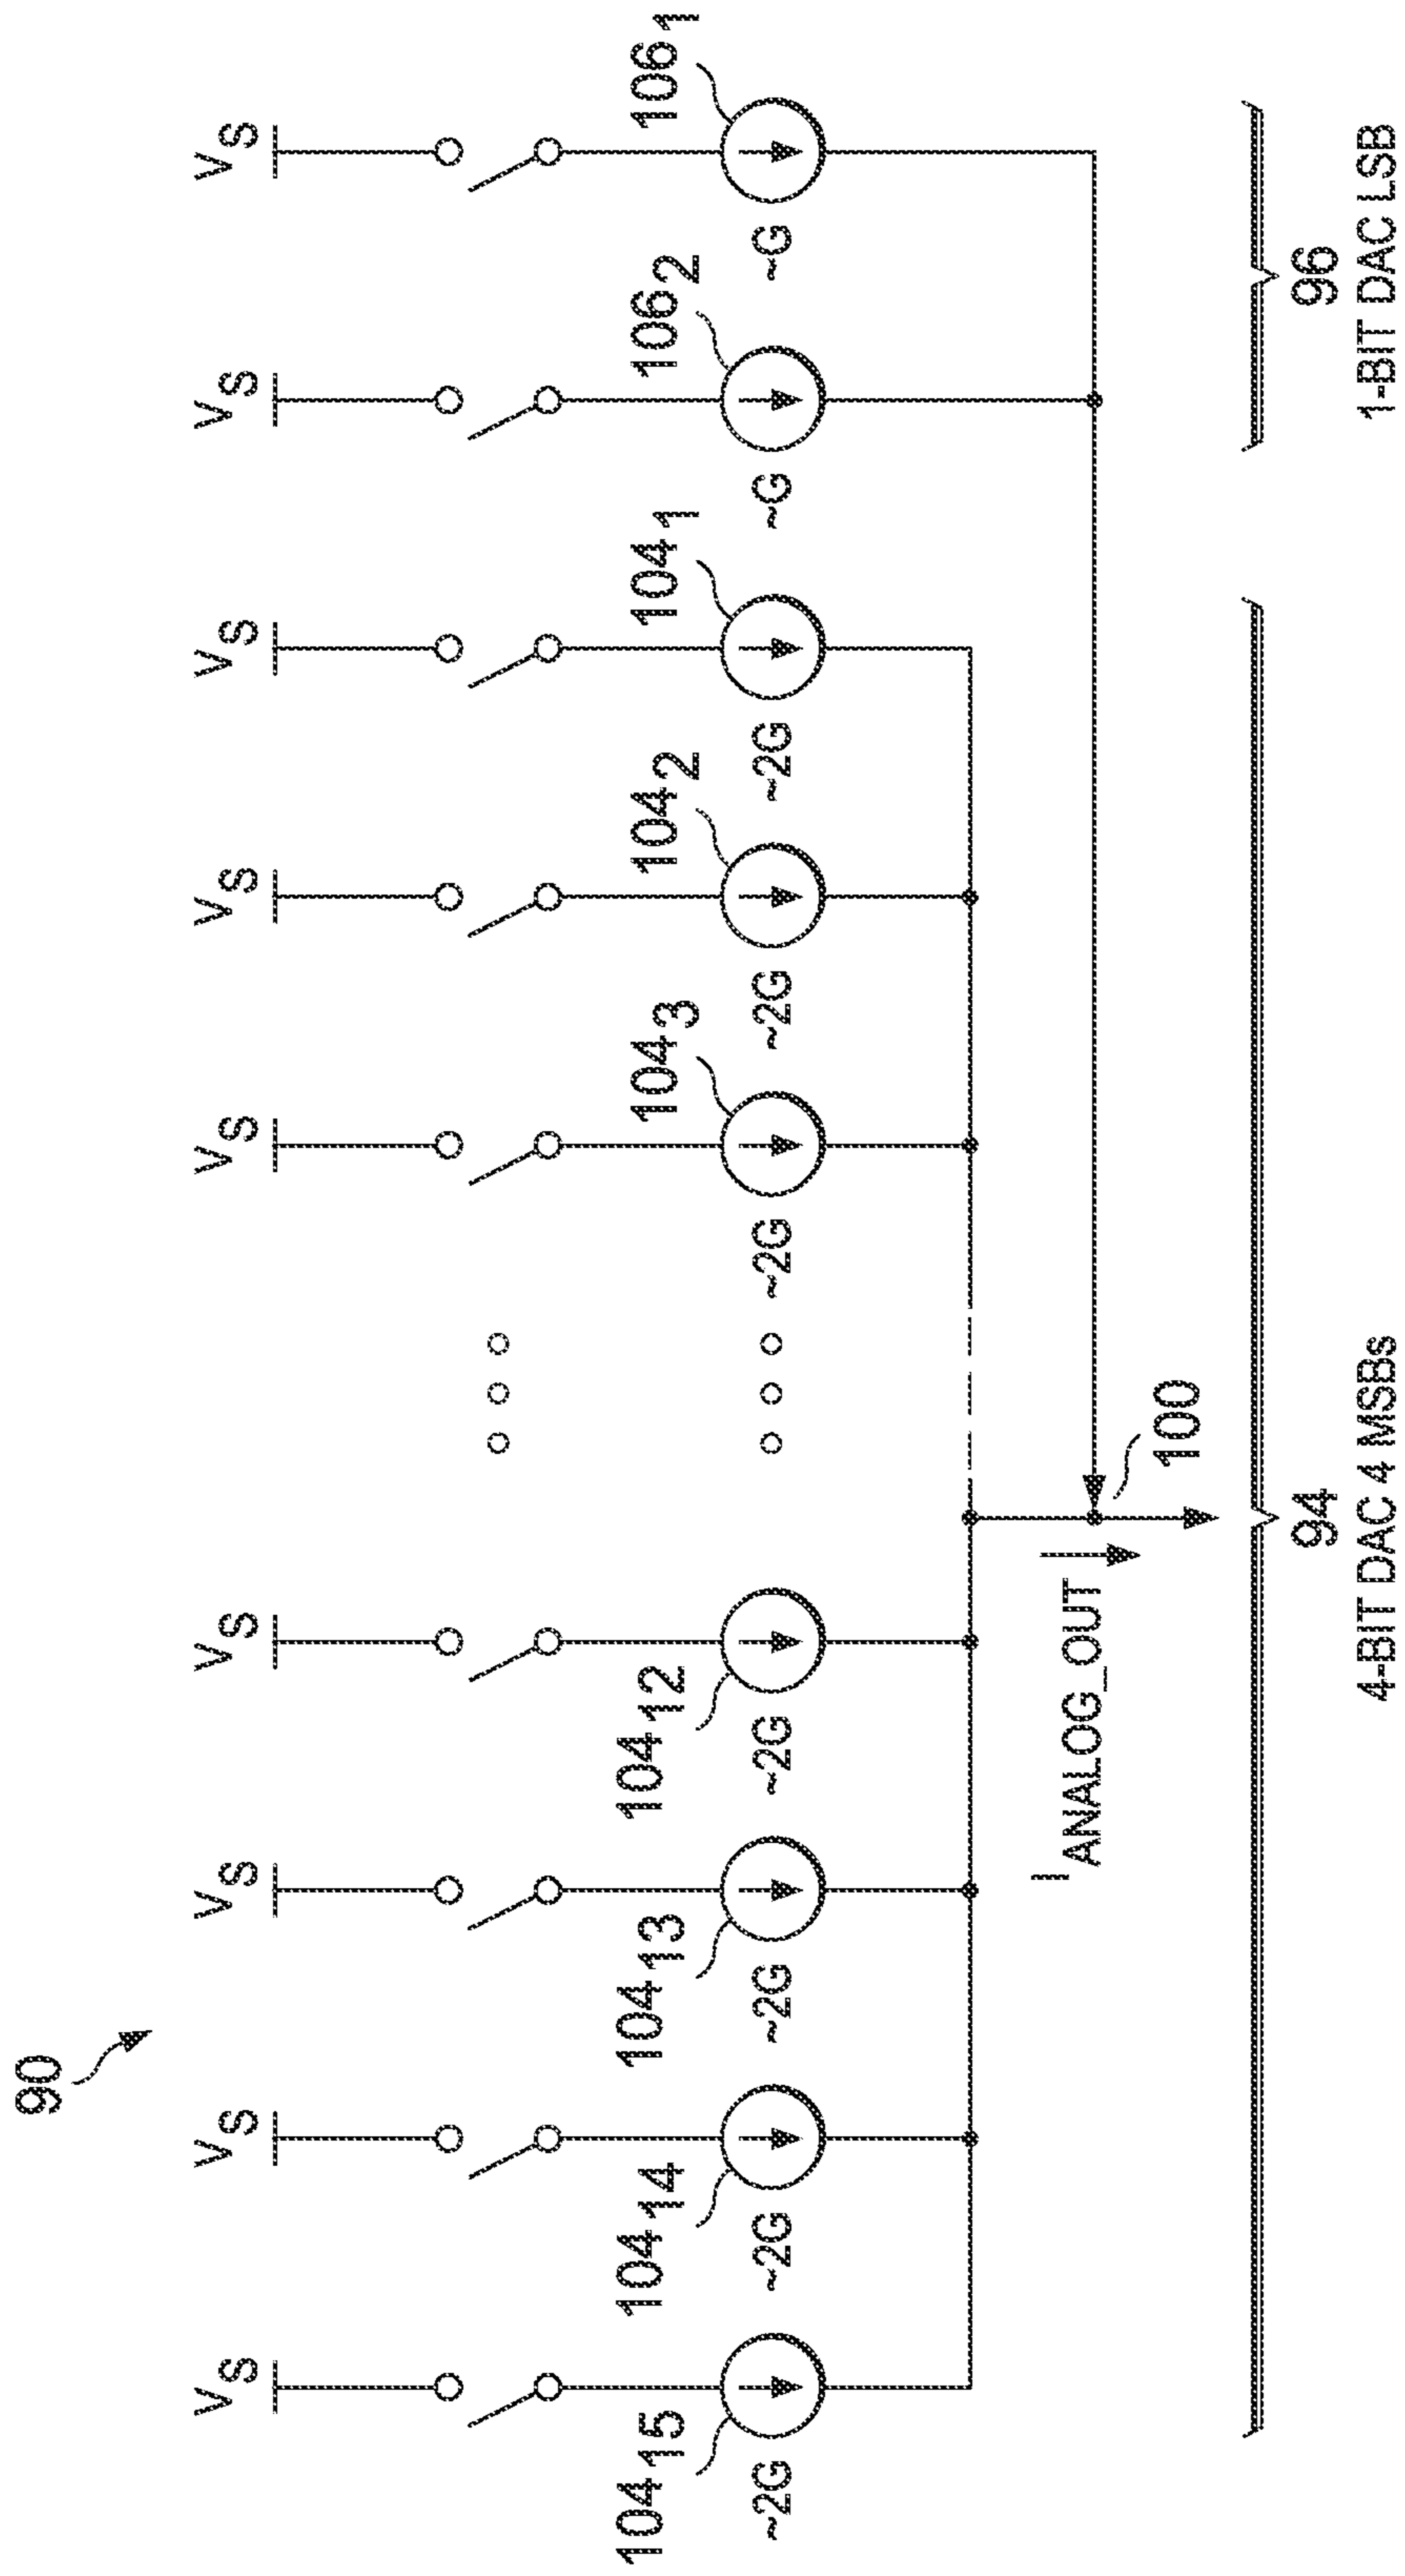 90
V_S V_S V_S V_S V_S V_S V_S V_S V_S
104_15 104_14 104_13 104_12 104_3 104_2 104_1 106_2 106_1
~2G ~2G ~2G ~2G ~2G ~2G ~2G ~G ~G
I_ANALOG_OUT
100
94
4-BIT DAC 4 MSBs
96
1-BIT DAC LSB